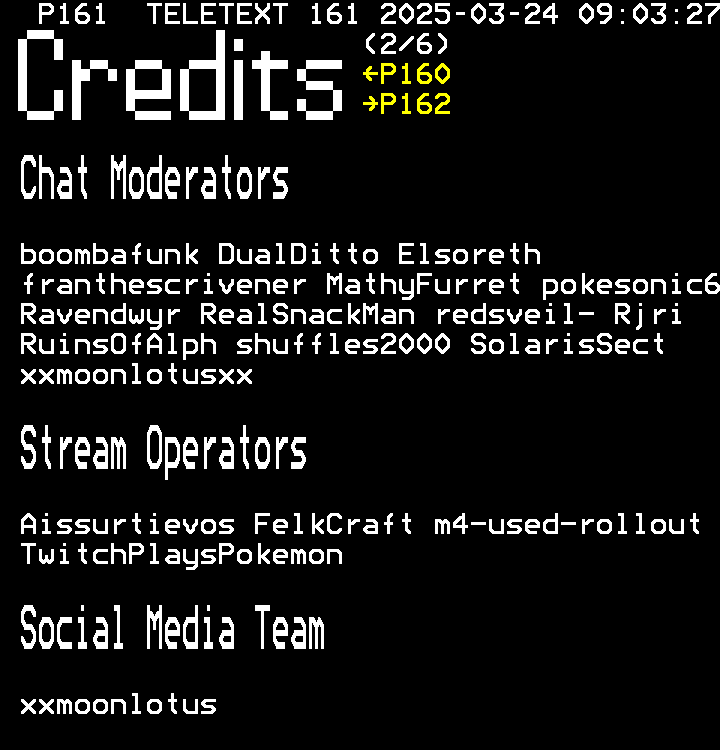 P161 TELETEXT 161 2025-03-24 09:03:27
Credits
(2/6)
←P160
→P162
Chat Moderators
boombafunk DualDitto Elsoreth
franthescrivener MathyFurret pokesonic6
Ravendwyr RealSnackMan redsveil- Rjri
RuinsOfAlph shuffles2000 SolarisSect
xxmoonlotusxx
Stream Operators
Aissurtievos FelkCraft m4-used-rollout
TwitchPlaysPokemon
Social Media Team
xxmoonlotus